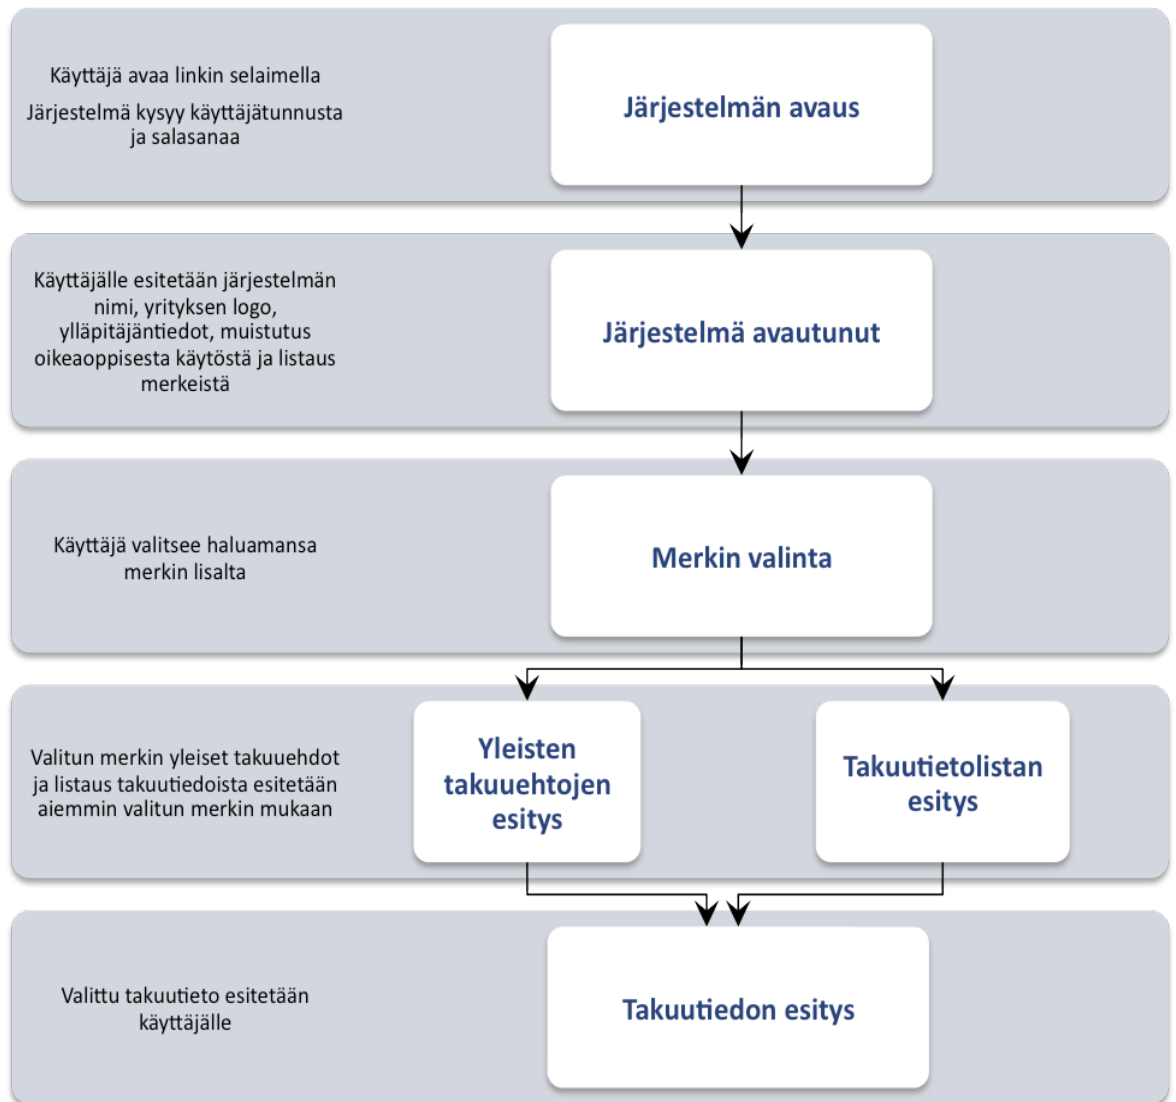 Käyttäjä avaa linkin selaimella
Järjestelmä kysyy käyttäjätunnusta
ja salasanaa
Järjestelmän avaus
Käyttäjälle esitetään järjestelmän
nimi, yrityksen logo,
ylläpitäjäntiedot, muistutus
oikeaoppisesta käytöstä ja listaus
merkeistä
Järjestelmä avautunut
Käyttäjä valitsee haluamansa
merkin lisalta
Merkin valinta
Valitun merkin yleiset takuuehdot
ja listaus takuutiedoista esitetään
aiemmin valitun merkin mukaan
Yleisten
takuuehtojen
esitys
Takuutietolistan
esitys
Valittu takuutieto esitetään
käyttäjälle
Takuutiedon esitys